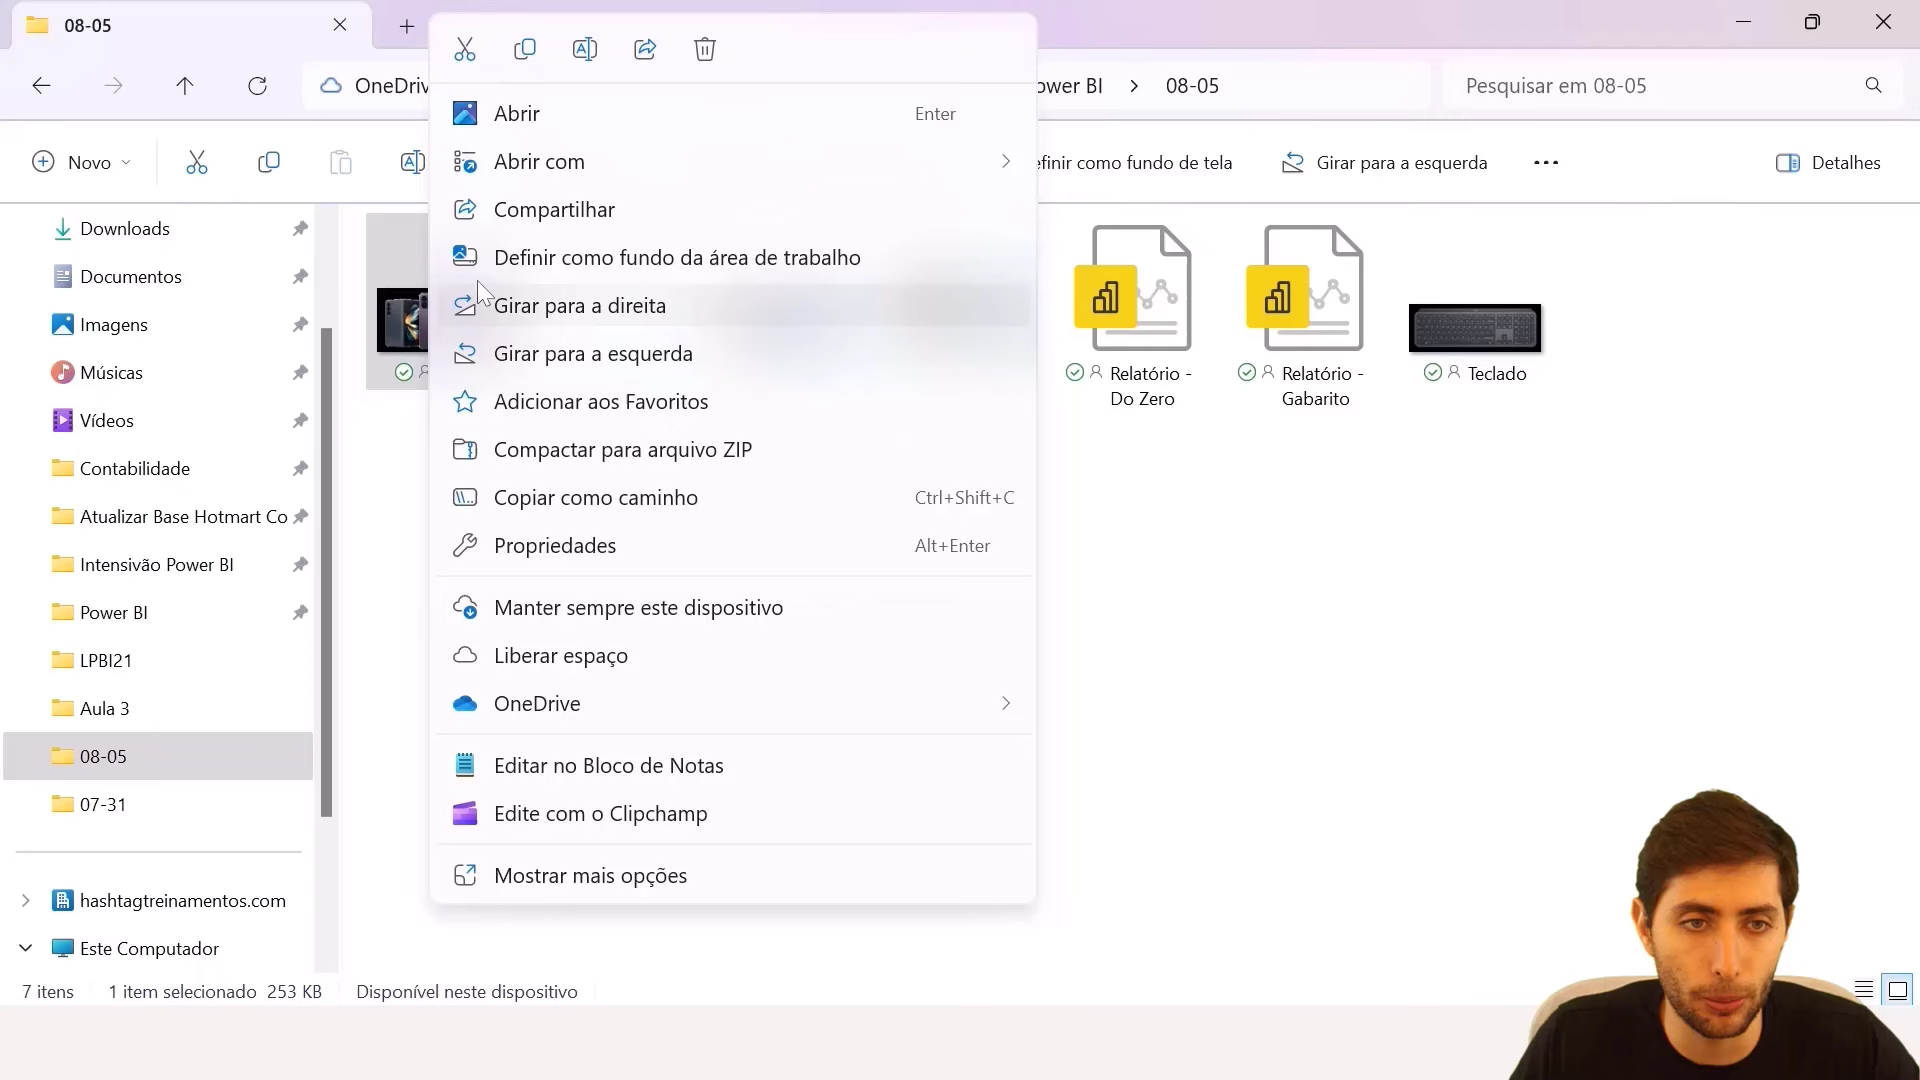 08-05
OneDriv
ower BI > 08-05
Pesquisar em 08-05
Novo
efinir como fundo de tela
Girar para a esquerda
Detalhes
Downloads
Documentos
Imagens
Músicas
Vídeos
Contabilidade
Atualizar Base Hotmart Co
Intensivão Power BI
Power BI
LPBI21
Aula 3
08-05
07-31
hashtagtreinamentos.com
Este Computador
Abrir Enter
Abrir com
Compartilhar
Definir como fundo da área de trabalho
Girar para a direita
Girar para a esquerda
Adicionar aos Favoritos
Compactar para arquivo ZIP
Copiar como caminho Ctrl+Shift+C
Propriedades Alt+Enter
Manter sempre este dispositivo
Liberar espaço
OneDrive
Editar no Bloco de Notas
Edite com o Clipchamp
Mostrar mais opções
Relatório -
Do Zero
Relatório -
Gabarito
Teclado
7 itens 1 item selecionado 253 KB Disponível neste dispositivo